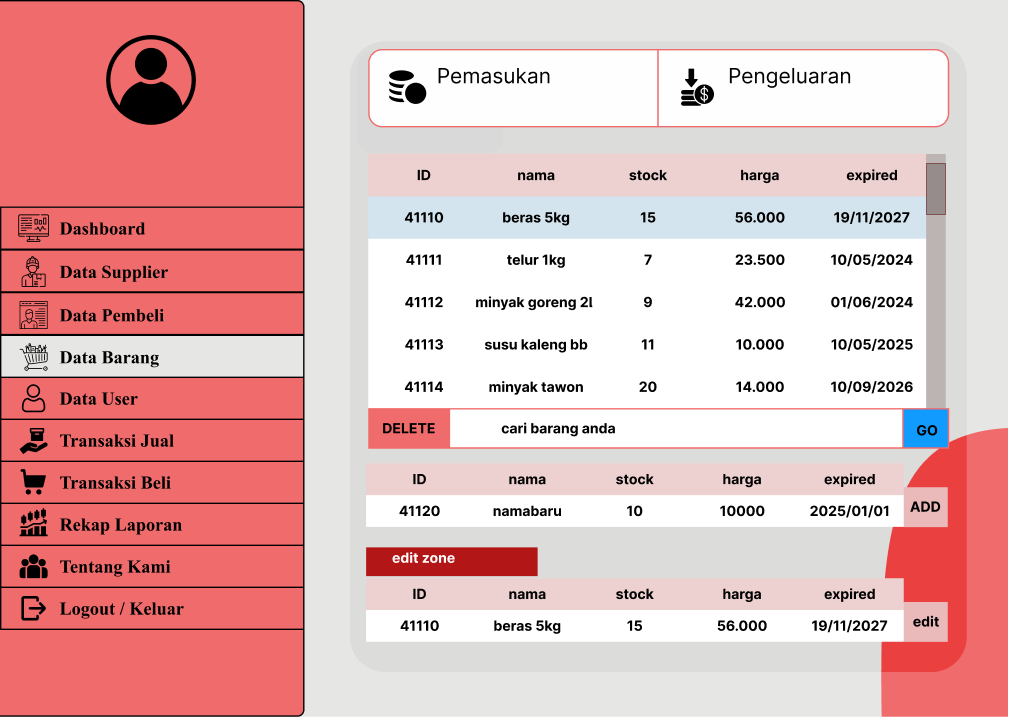 Dashboard
Data Supplier
Data Pembeli
Data Barang
Data User
Transaksi Jual
Transaksi Beli
Rekap Laporan
Tentang Kami
Logout / Keluar
Pemasukan Pengeluaran
ID nama stock harga expired
41110 beras 5kg 15 56.000 19/11/2027
41111 telur 1kg 7 23.500 10/05/2024
41112 minyak goreng 2l 9 42.000 01/06/2024
41113 susu kaleng bb 11 10.000 10/05/2025
41114 minyak tawon 20 14.000 10/09/2026
DELETE cari barang anda GO
ID nama stock harga expired
41120 namabaru 10 10000 2025/01/01 ADD
edit zone
ID nama stock harga expired
41110 beras 5kg 15 56.000 19/11/2027 edit